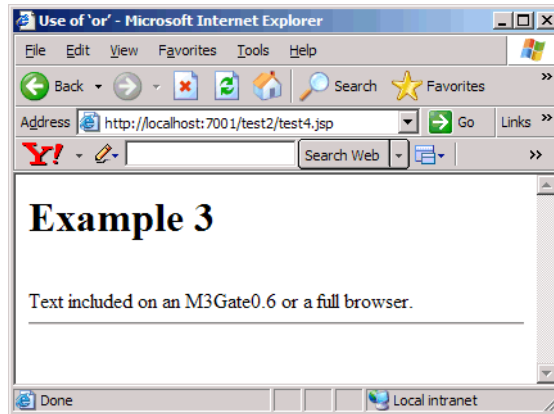 Use of 'or' - Microsoft Internet Explorer
File Edit View Favorites Tools Help
Back Search Favorites »
Address http://localhost:7001/test2/test4.jsp Go Links »
Y! Search Web »
Example 3
Text included on an M3Gate0.6 or a full browser.
Done Local intranet